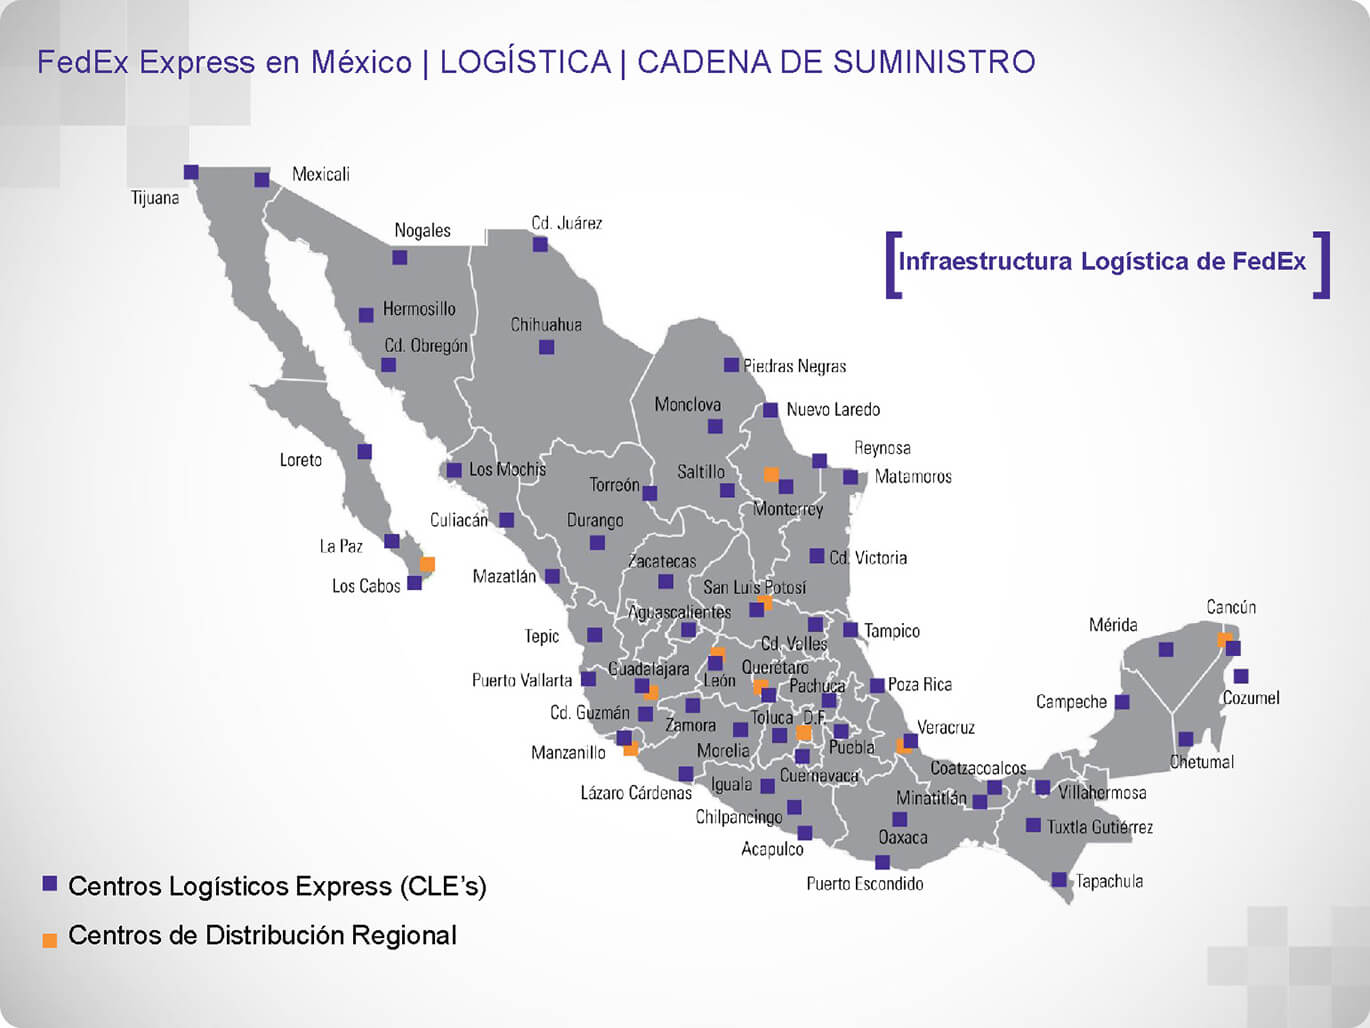 FedEx Express en México | LOGÍSTICA | CADENA DE SUMINISTRO
Mexicali
Tijuana
Nogales
Cd. Juárez
[Infraestructura Logística de FedEx]
Hermosillo
Chihuahua
Cd. Obregón
Piedras Negras
Monclova
Nuevo Laredo
Reynosa
Loreto
Los Mochis
Saltillo
Matamoros
Torreón
Monterrey
Culiacán
Durango
La Paz
Cd. Victoria
Zacatecas
Mazatlán
Los Cabos
San Luis Potosí
Cancún
Aguascalientes
Mérida
Tepic
Tampico
Cd. Valles
Guadalajara
Querétaro
Puerto Vallarta
León
Pachuca
Poza Rica
Cozumel
Campeche
Cd. Guzmán
Zamora
Toluca
D.F.
Veracruz
Manzanillo
Morelia
Puebla
Chetumal
Coatzacoalcos
Cuernavaca
Lázaro Cárdenas
Iguala
Minatitlán
Villahermosa
Chilpancingo
Tuxtla Gutiérrez
Oaxaca
Acapulco
Puerto Escondido
Tapachula
Centros Logísticos Express (CLE’s)
Centros de Distribución Regional